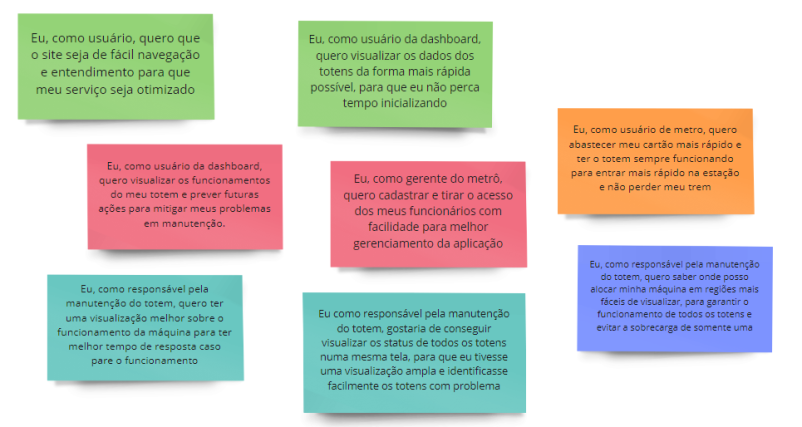 Eu, como usuário, quero que
o site seja de fácil navegação
e entendimento para que
meu serviço seja otimizado
Eu, como usuário da dashboard,
quero visualizar os dados dos
totens da forma mais rápida
possível, para que eu não perca
tempo inicializando
Eu, como usuário de metro, quero
abastecer meu cartão mais rápido e
ter o totem sempre funcionando
para entrar mais rápido na estação
e não perder meu trem
Eu, como usuário da dashboard,
quero visualizar os funcionamentos
do meu totem e prever futuras
ações para mitigar meus problemas
em manutenção.
Eu, como gerente do metrô,
quero cadastrar e tirar o acesso
dos meus funcionários com
facilidade para melhor
gerenciamento da aplicação
Eu, como responsável pela manutenção
do totem, quero saber onde posso
alocar minha máquina em regiões mais
fáceis de visualizar, para garantir o
funcionamento de todos os totens e
evitar a sobrecarga de somente uma
Eu, como responsável pela
manutenção do totem, quero ter
uma visualização melhor sobre o
funcionamento da máquina para ter
melhor tempo de resposta caso
pare o funcionamento
Eu como responsável pela manutenção
do totem, gostaria de conseguir
visualizar os status de todos os totens
numa mesma tela, para que eu tivesse
uma visualização ampla e identificasse
facilmente os totens com problema